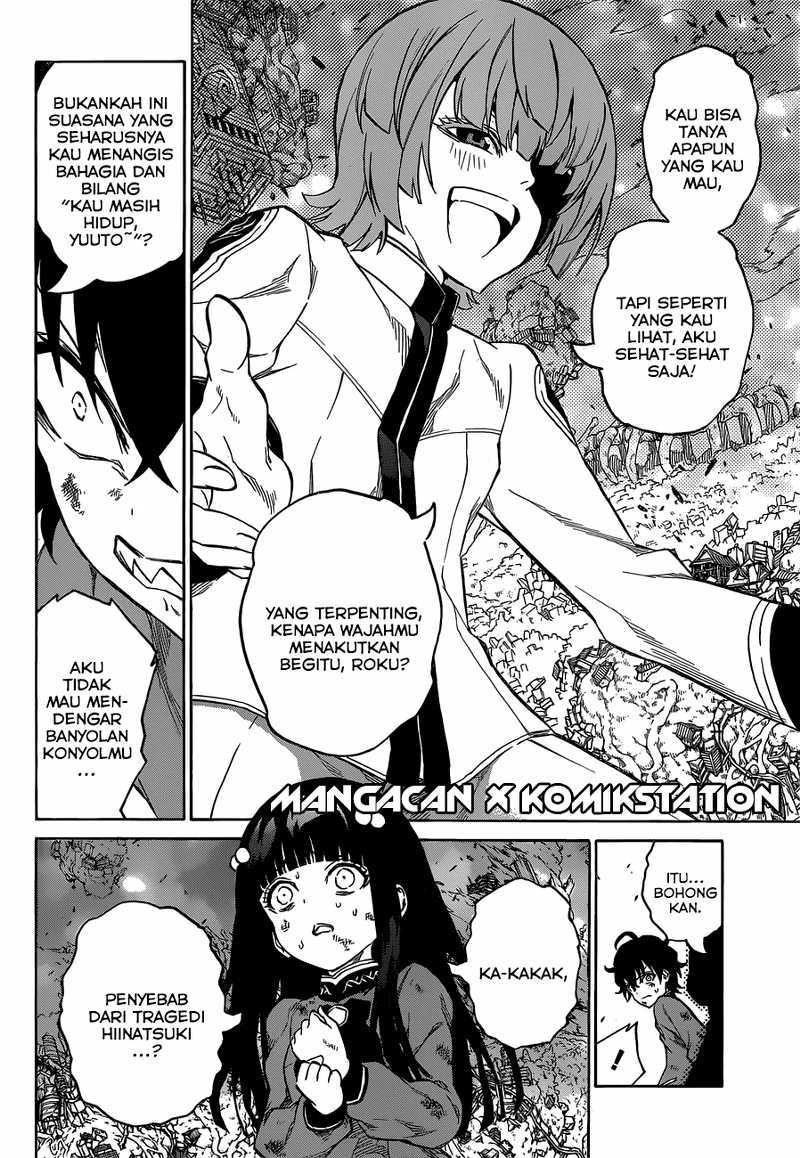 KAU BISA
TANYA
APAPUN
YANG KAU
MAU,
TAPI SEPERTI
YANG KAU
LIHAT, AKU
SEHAT-SEHAT
SAJA!
YANG TERPENTING,
KENAPA WAJAHMU
MENAKUTKAN
BEGITU, ROKU?
BUKANKAH INI
SUASANA YANG
SEHARUSNYA
KAU MENANGIS
BAHAGIA DAN
BILANG
“KAU MASIH
HIDUP,
YUUTO~”?
AKU
TIDAK
MAU MEN-
DENGAR
BANYOLAN
KONYOLMU
...
MANGACAN X KOMIKSTATION
ITU...
BOHONG
KAN.
!
KA-KAKAK,
PENYEBAB
DARI TRAGEDI
HIINATSUKI
...?